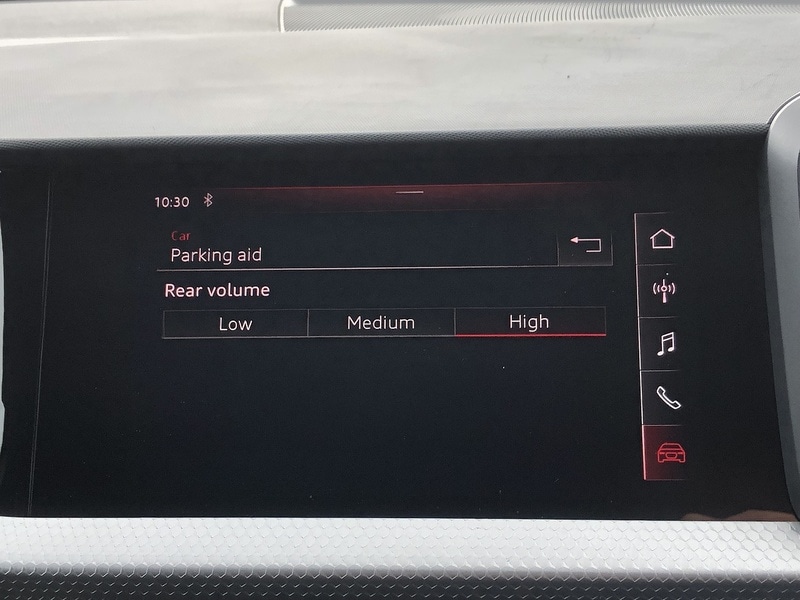 10:30
Car
Parking aid
Rear volume
Low Medium High